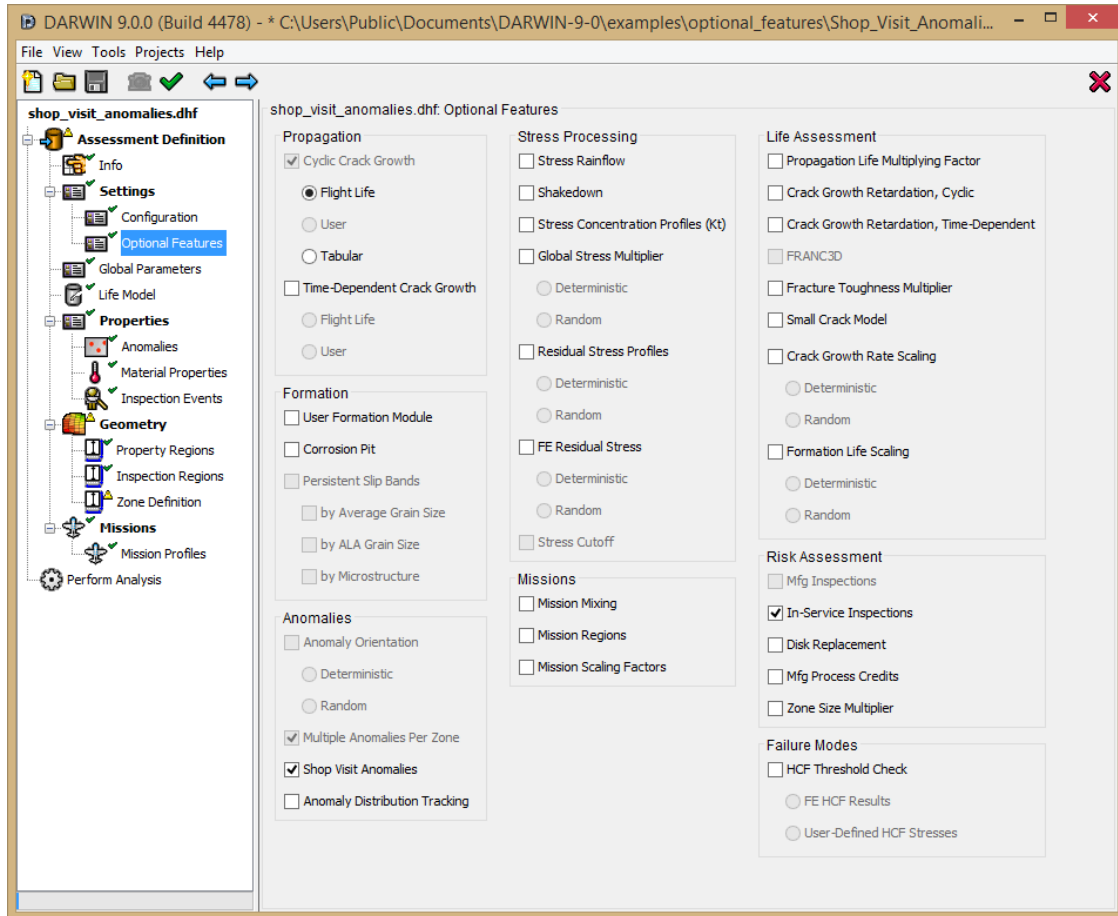 DARWIN 9.0.0 (Build 4478) - * C:\Users\Public\Documents\DARWIN-9-0\examples\optional_features\Shop_Visit_Anomali...
File View Tools Projects Help
shop_visit_anomalies.dhf
Assessment Definition
Info
Settings
Configuration
Optional Features
Global Parameters
Life Model
Properties
Anomalies
Material Properties
Inspection Events
Geometry
Property Regions
Inspection Regions
Zone Definition
Missions
Mission Profiles
Perform Analysis
shop_visit_anomalies.dhf: Optional Features
Propagation
Cyclic Crack Growth
Flight Life
User
Tabular
Time-Dependent Crack Growth
Flight Life
User
Formation
User Formation Module
Corrosion Pit
Persistent Slip Bands
by Average Grain Size
by ALA Grain Size
by Microstructure
Anomalies
Anomaly Orientation
Deterministic
Random
Multiple Anomalies Per Zone
Shop Visit Anomalies
Anomaly Distribution Tracking
Stress Processing
Stress Rainflow
Shakedown
Stress Concentration Profiles (Kt)
Global Stress Multiplier
Deterministic
Random
Residual Stress Profiles
Deterministic
Random
FE Residual Stress
Deterministic
Random
Stress Cutoff
Missions
Mission Mixing
Mission Regions
Mission Scaling Factors
Life Assessment
Propagation Life Multiplying Factor
Crack Growth Retardation, Cyclic
Crack Growth Retardation, Time-Dependent
FRANC3D
Fracture Toughness Multiplier
Small Crack Model
Crack Growth Rate Scaling
Deterministic
Random
Formation Life Scaling
Deterministic
Random
Risk Assessment
Mfg Inspections
In-Service Inspections
Disk Replacement
Mfg Process Credits
Zone Size Multiplier
Failure Modes
HCF Threshold Check
FE HCF Results
User-Defined HCF Stresses